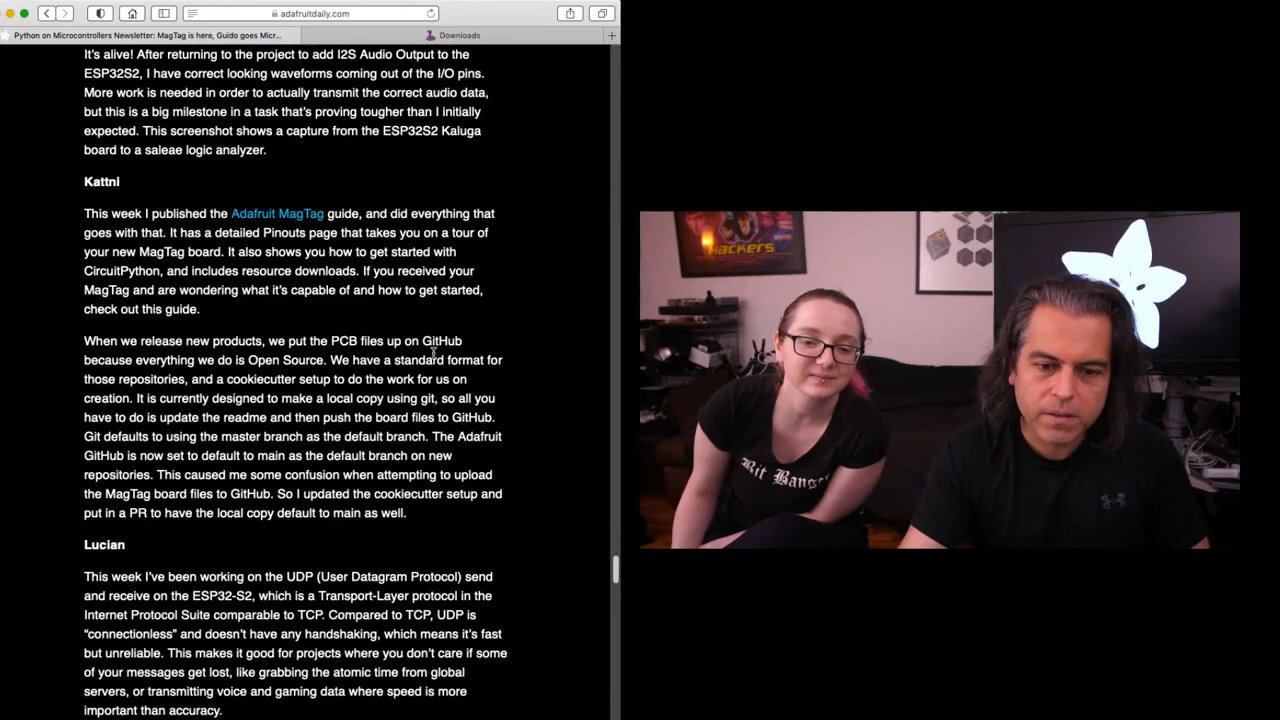 adafruitdaily.com
Python on Microcontrollers Newsletter: MagTag is here, Guido goes Micr...
Downloads
It's alive! After returning to the project to add I2S Audio Output to the
ESP32S2, I have correct looking waveforms coming out of the I/O pins.
More work is needed in order to actually transmit the correct audio data,
but this is a big milestone in a task that's proving tougher than I initially
expected. This screenshot shows a capture from the ESP32S2 Kaluga
board to a saleae logic analyzer.
Kattni
This week I published the Adafruit MagTag guide, and did everything that
goes with that. It has a detailed Pinouts page that takes you on a tour of
your new MagTag board. It also shows you how to get started with
CircuitPython, and includes resource downloads. If you received your
MagTag and are wondering what it's capable of and how to get started,
check out this guide.
When we release new products, we put the PCB files up on GitHub
because everything we do is Open Source. We have a standard format for
those repositories, and a cookiecutter setup to do the work for us on
creation. It is currently designed to make a local copy using git, so all you
have to do is update the readme and then push the board files to GitHub.
Git defaults to using the master branch as the default branch. The Adafruit
GitHub is now set to default to main as the default branch on new
repositories. This caused me some confusion when attempting to upload
the MagTag board files to GitHub. So I updated the cookiecutter setup and
put in a PR to have the local copy default to main as well.
Lucian
This week I've been working on the UDP (User Datagram Protocol) send
and receive on the ESP32-S2, which is a Transport-Layer protocol in the
Internet Protocol Suite comparable to TCP. Compared to TCP, UDP is
“connectionless” and doesn't have any handshaking, which means it's fast
but unreliable. This makes it good for projects where you don't care if some
of your messages get lost, like grabbing the atomic time from global
servers, or transmitting voice and gaming data where speed is more
important than accuracy.
HACKERS
Bit Banger